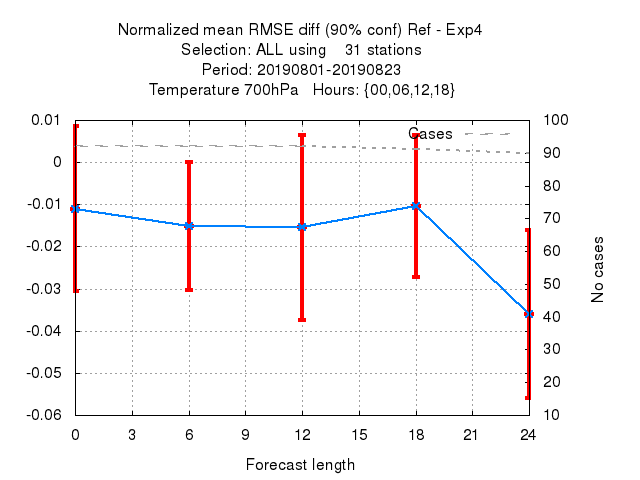 Normalized mean RMSE diff (90% conf) Ref - Exp4
Selection: ALL using    31 stations
Period: 20190801-20190823
Temperature 700hPa   Hours: {00,06,12,18}
Cases
0.01
0
-0.01
-0.02
-0.03
-0.04
-0.05
-0.06
100
90
80
70
60
50
40
30
20
10
No cases
0 3 6 9 12 15 18 21 24
Forecast length